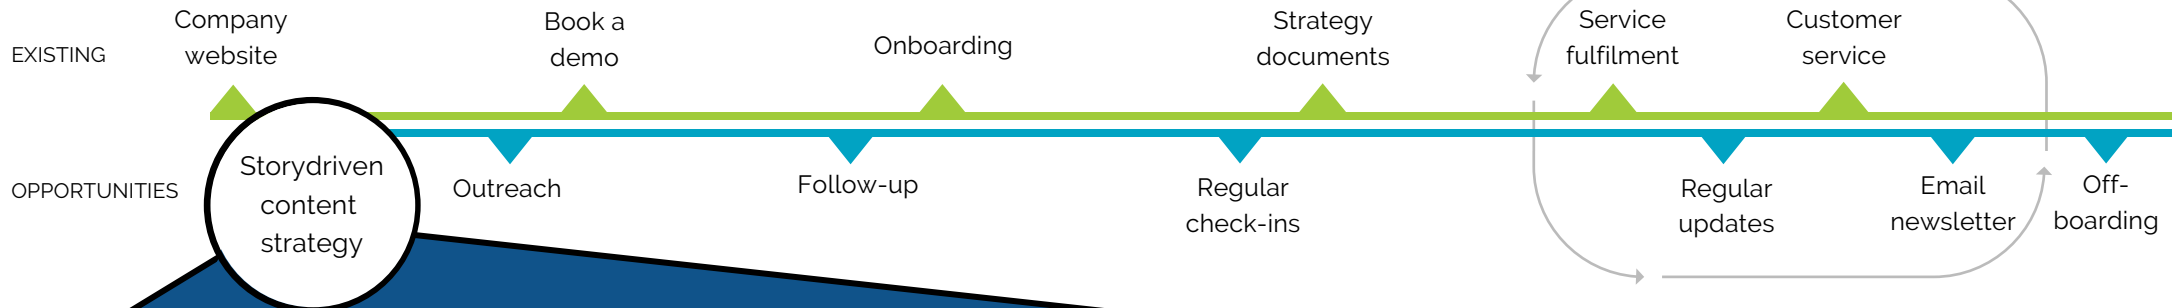 EXISTING
Company
website
Book a
demo
Onboarding
Strategy
documents
Service
fulfilment
Customer
service
OPPORTUNITIES
Storydriven
content
strategy
Outreach
Follow-up
Regular
check-ins
Regular
updates
Email
newsletter
Off-
boarding